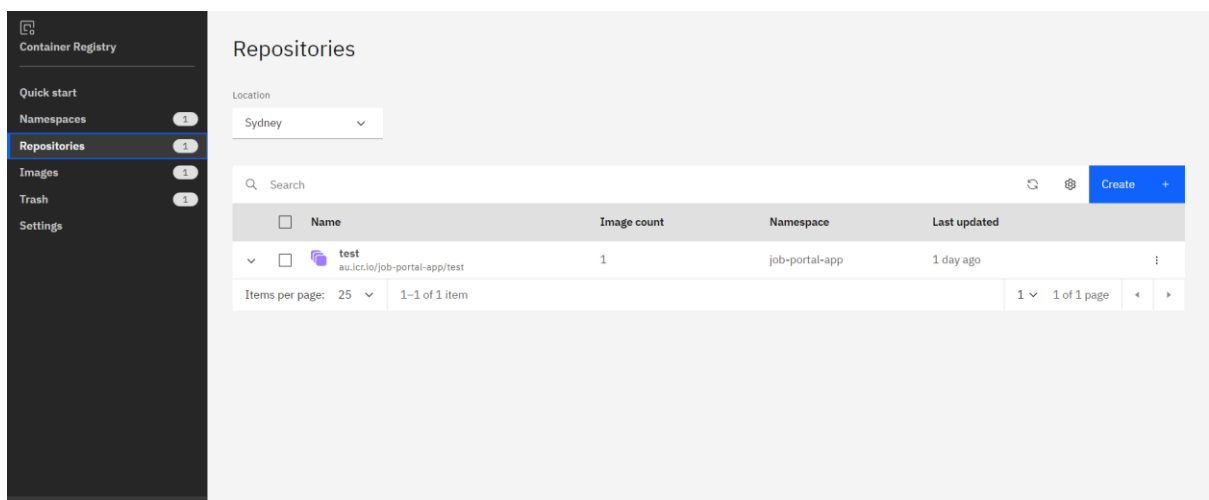 Container Registry
Quick start
Namespaces 1
Repositories 1
Images 1
Trash 1
Settings
Repositories
Location
Sydney
Search
Create +
Name Image count Namespace Last updated
test
au.icr.io/job-portal-app/test 1 job-portal-app 1 day ago
Items per page: 25 1–1 of 1 item 1 1 of 1 page